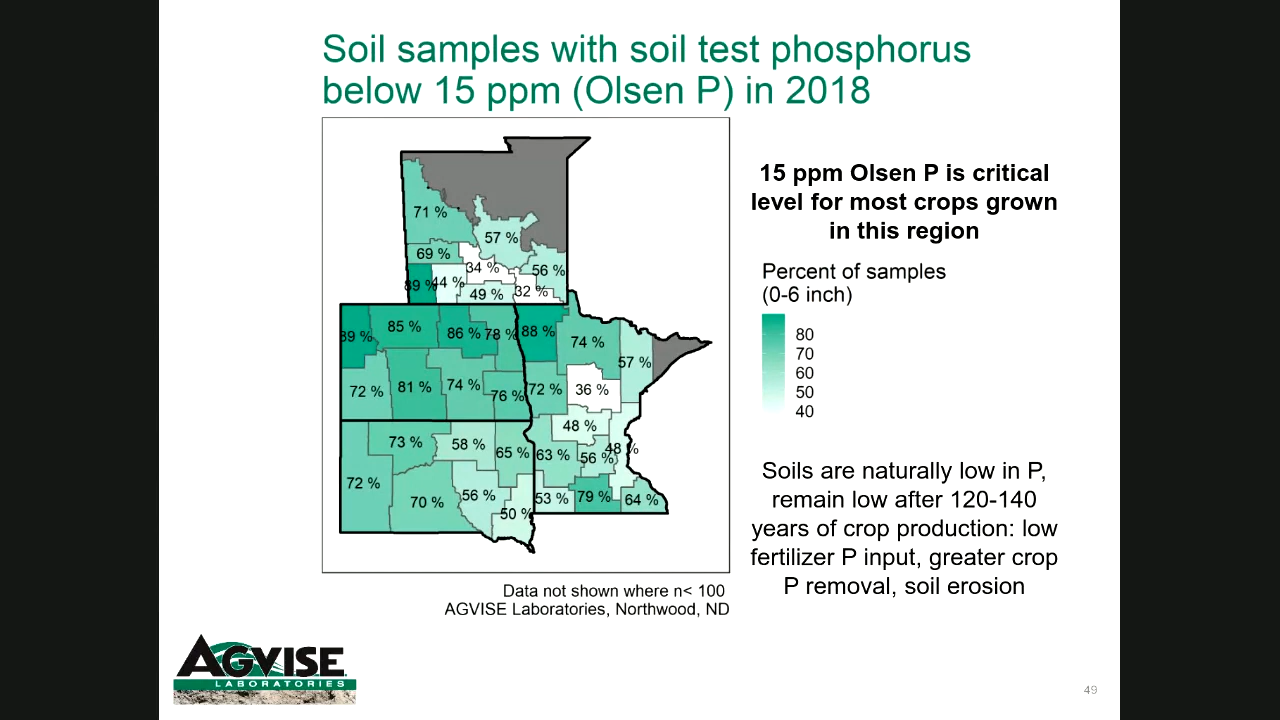 Soil samples with soil test phosphorus
below 15 ppm (Olsen P) in 2018
71 %
57 %
69 %
34 %
56 %
89 %
44 %
49 %
32 %
89 %
85 %
86 %
78 %
88 %
74 %
57 %
72 %
81 %
74 %
76 %
72 %
36 %
48 %
73 %
58 %
65 %
63 %
56 %
48 %
72 %
70 %
56 %
50 %
53 %
79 %
64 %
Data not shown where n< 100
AGVISE Laboratories, Northwood, ND
15 ppm Olsen P is critical
level for most crops grown
in this region
Percent of samples
(0-6 inch)
80
70
60
50
40
Soils are naturally low in P,
remain low after 120-140
years of crop production: low
fertilizer P input, greater crop
P removal, soil erosion
AGVISE
LABORATORIES
49